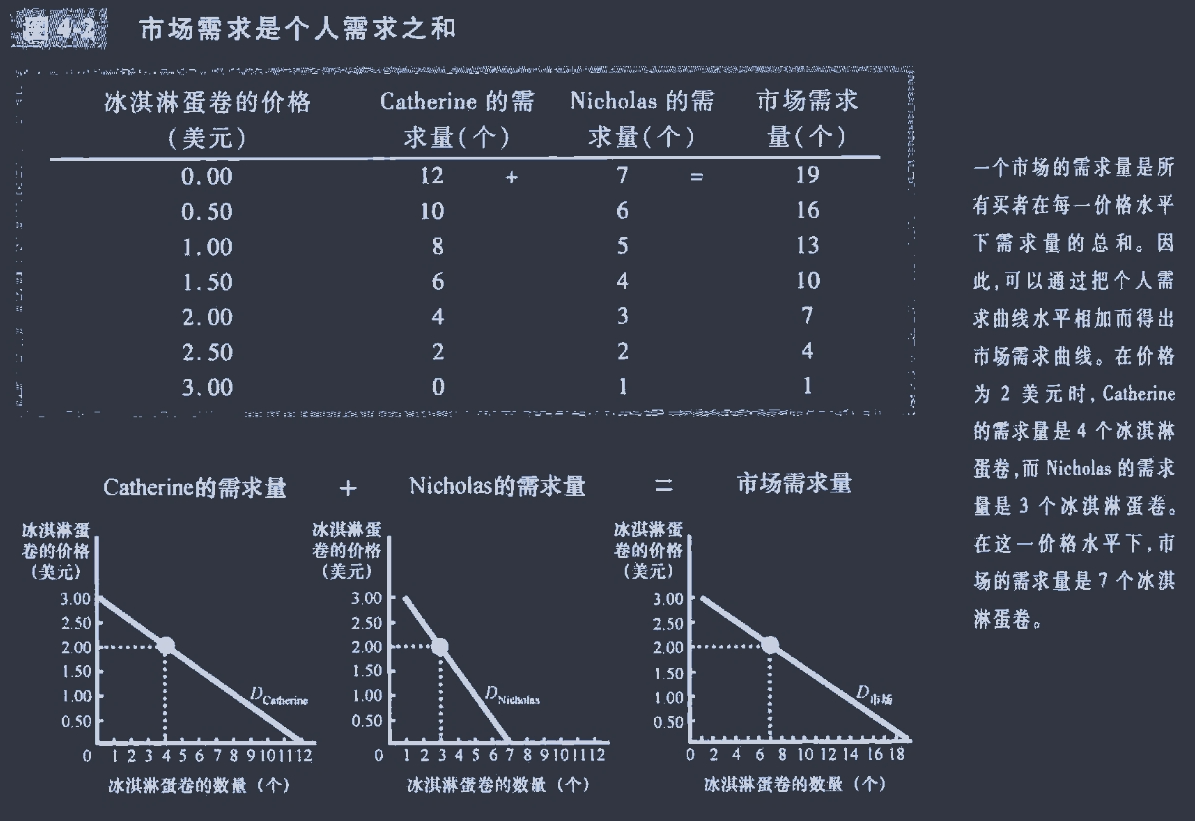 图 4-2 市场需求是个人需求之和
冰淇淋蛋卷的价格 Catherine 的需 Nicholas 的需 市场需求
(美元) 求量(个) 求量(个) 量(个)
0.00 12 + 7 = 19
0.50 10 6 16
1.00 8 5 13
1.50 6 4 10
2.00 4 3 7
2.50 2 2 4
3.00 0 1 1
一个市场的需求量是所
有买者在每一价格水平
下需求量的总和。因
此,可以通过把个人需
求曲线水平相加而得出
市场需求曲线。在价格
为 2 美元时, Catherine
的需求量是 4 个冰淇淋
蛋卷,而 Nicholas 的需求
量是 3 个冰淇淋蛋卷。
在这一价格水平下,市
场的需求量是 7 个冰淇
淋蛋卷。
Catherine的需求量 + Nicholas的需求量 = 市场需求量
冰淇淋蛋
卷的价格
(美元)
3.00
2.50
2.00
1.50
1.00
0.50
D Catherine
0 1 2 3 4 5 6 7 8 9 10 11 12
冰淇淋蛋卷的数量(个)
冰淇淋蛋
卷的价格
(美元)
3.00
2.50
2.00
1.50
1.00
0.50
D Nicholas
0 1 2 3 4 5 6 7 8 9 10 11 12
冰淇淋蛋卷的数量(个)
冰淇淋蛋
卷的价格
(美元)
3.00
2.50
2.00
1.50
1.00
0.50
D 市场
0 2 4 6 7 8 10 12 14 16 18
冰淇淋蛋卷的数量(个)